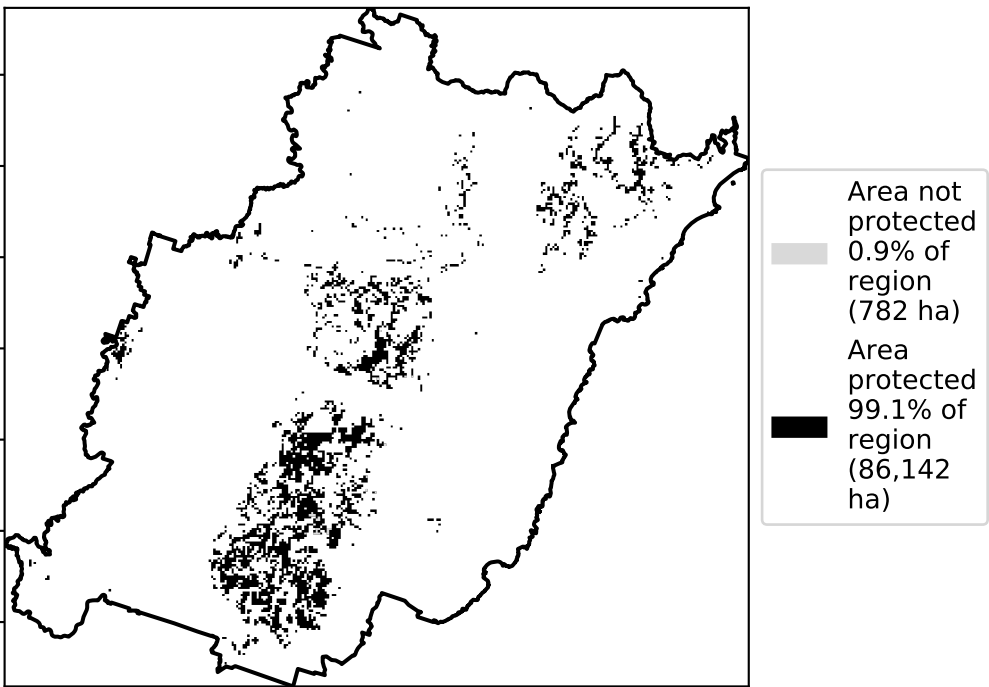 Area not
protected
0.9% of
region
(782 ha)
Area
protected
99.1% of
region
(86,142
ha)